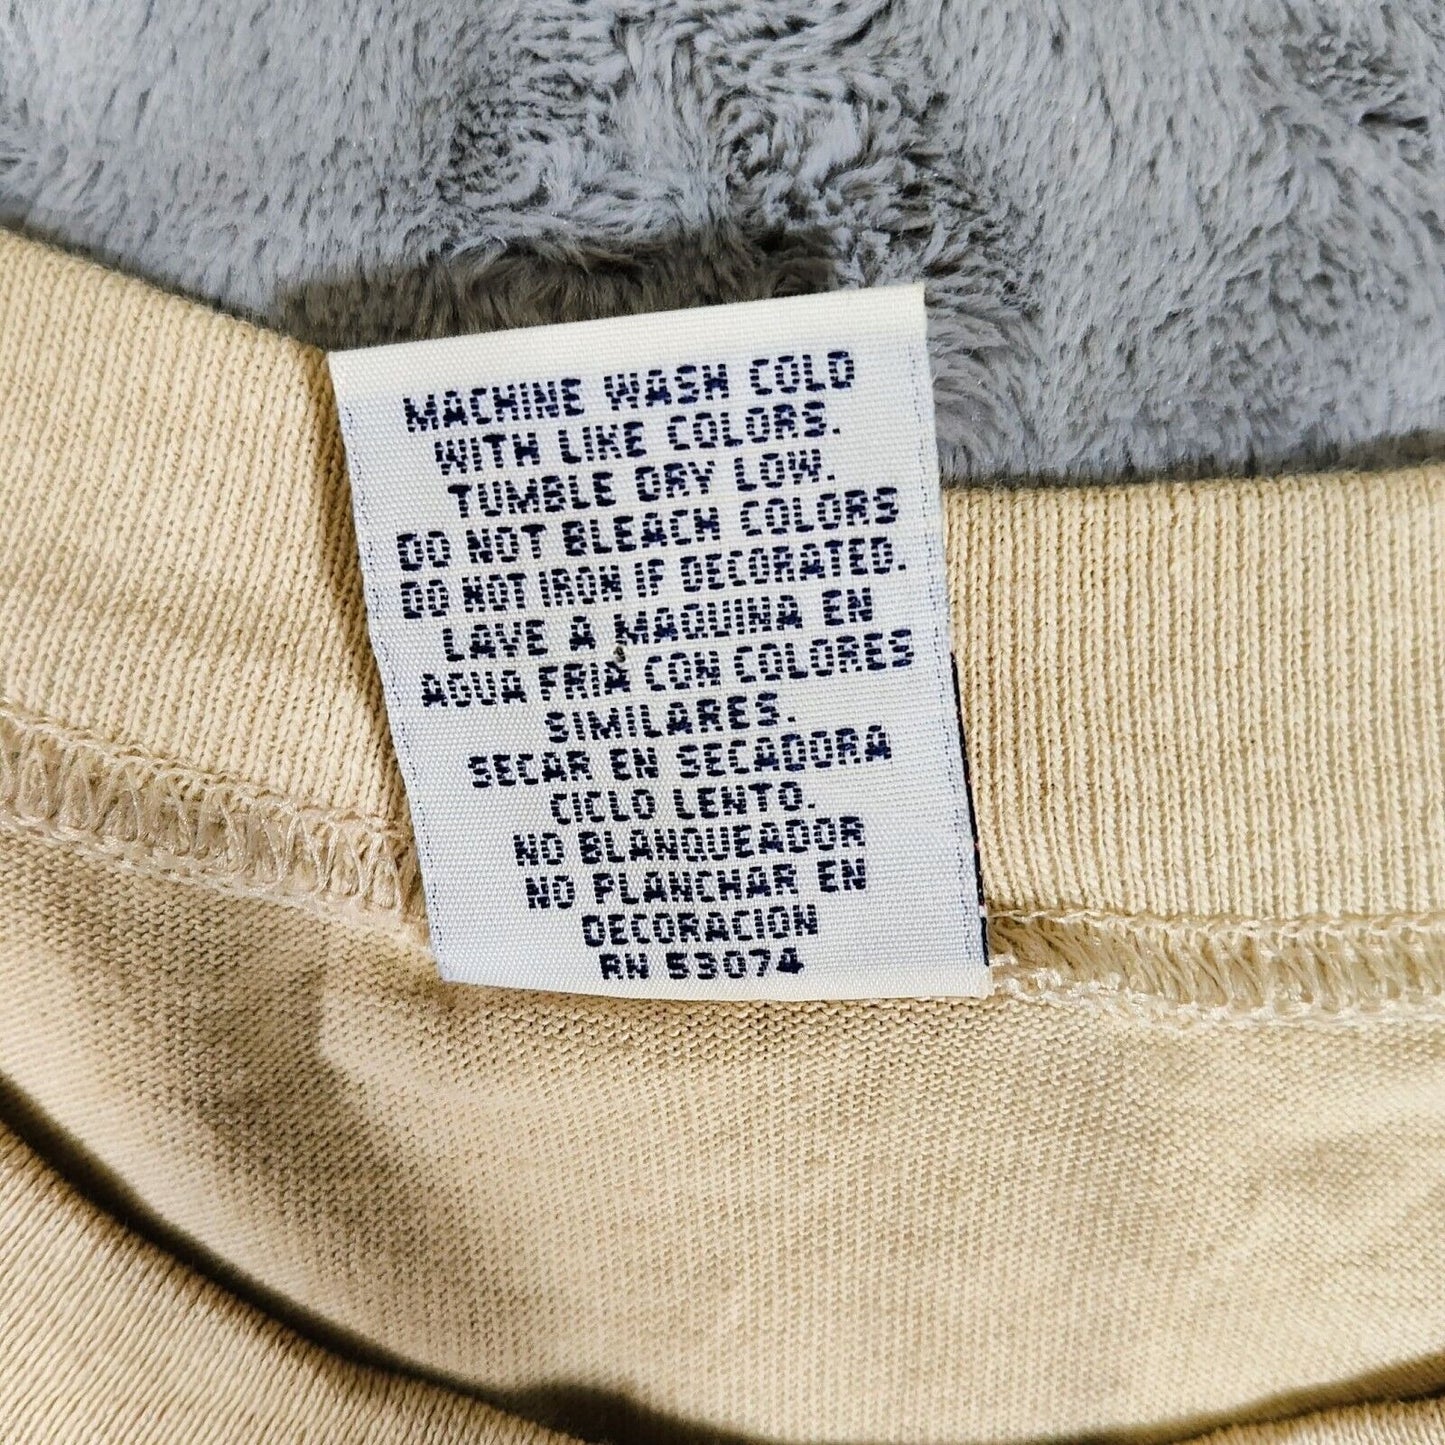 MACHINE WASH COLD
WITH LIKE COLORS.
TUMBLE DRY LOW.
DO NOT BLEACH COLORS
DO NOT IRON IF DECORATED.
LAVE A MAQUINA EN
AGUA FRIA CON COLORES
SIMILARES.
SECAR EN SECADORA
CICLO LENTO.
NO BLANQUEADOR
NO PLANCHAR EN
DECORACION
RN 53074